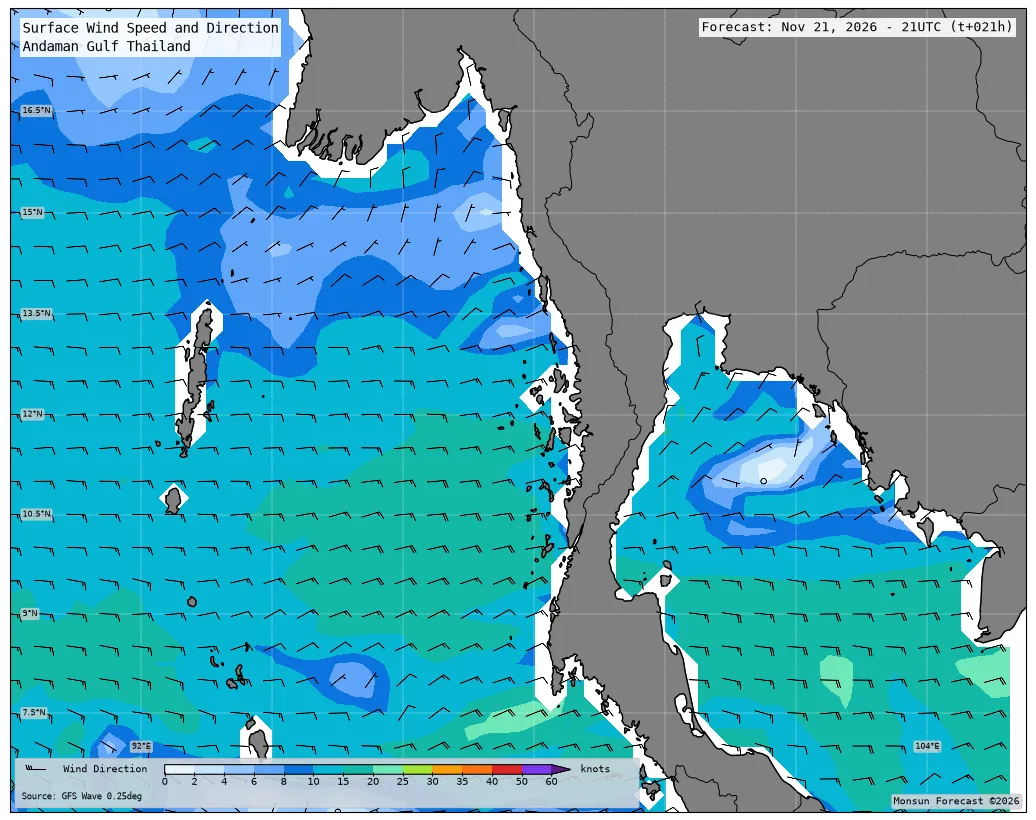 Surface Wind Speed and Direction
Andaman Gulf Thailand
Forecast: Nov 21, 2026 - 21UTC (t+021h)
16.5°N
15°N
13.5°N
12°N
10.5°N
9°N
7.5°N
92°E
104°E
Wind Direction
knots
0 2 4 6 8 10 15 20 25 30 35 40 50 60
Source: GFS Wave 0.25deg
Monsun Forecast ©2026